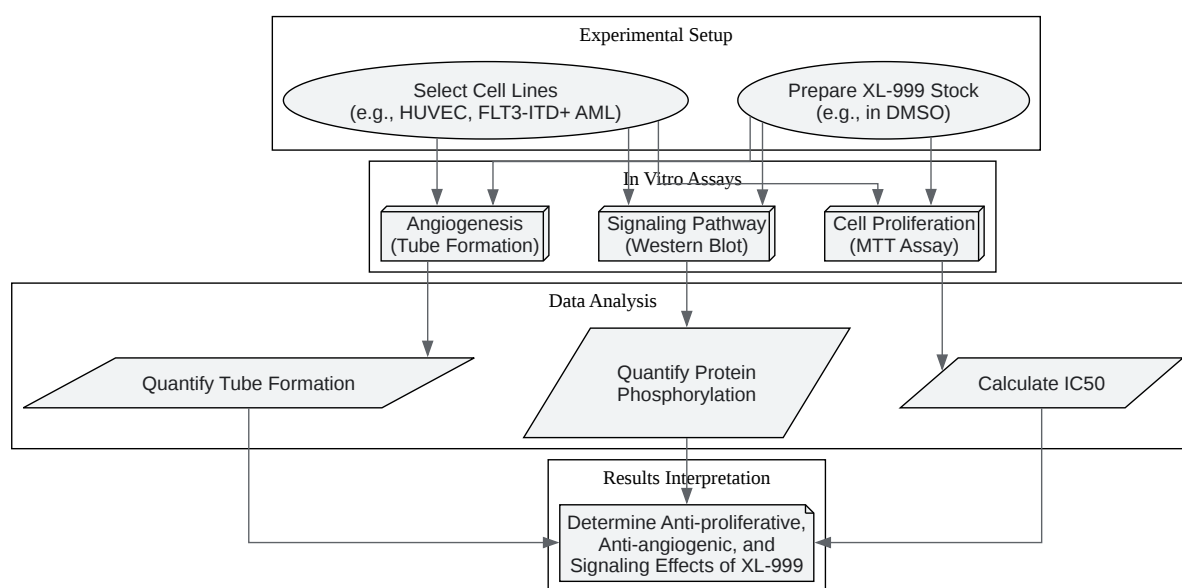 Experimental Setup
Select Cell Lines
(e.g., HUVEC, FLT3-ITD+ AML)
Prepare XL-999 Stock
(e.g., in DMSO)
In Vitro Assays
Angiogenesis
(Tube Formation)
Signaling Pathway
(Western Blot)
Cell Proliferation
(MTT Assay)
Data Analysis
Quantify Tube Formation
Quantify Protein
Phosphorylation
Calculate IC50
Results Interpretation
Determine Anti-proliferative,
Anti-angiogenic, and
Signaling Effects of XL-999